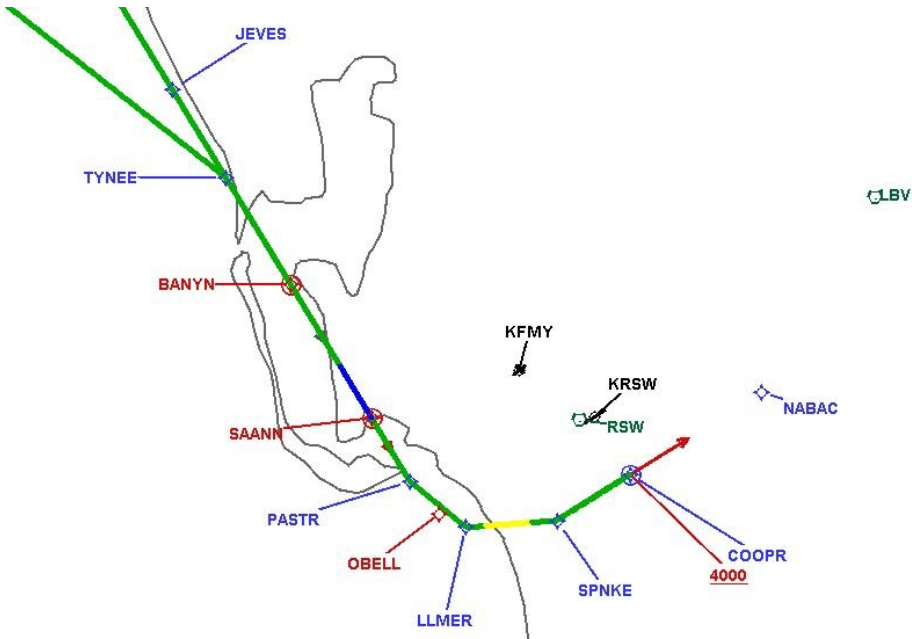 JEVES
TYNEE
LBV
BANYN
KFMY
KRSW
NABAC
RSW
SAANN
PASTR
OBELL
COOPR
4000
SPNKE
LLMER